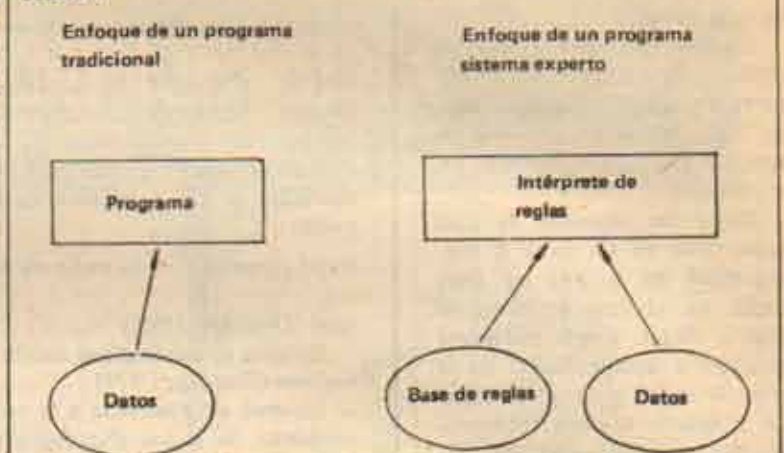 Enfoque de un programa
tradicional
Enfoque de un programa
sistema experto
Programa
Intérprete de
reglas
Datos
Base de reglas
Datos